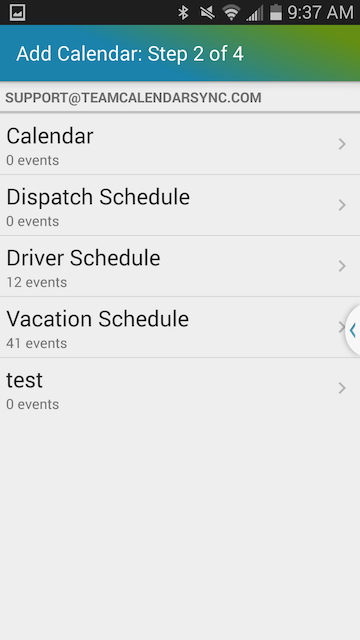 9:37 AM
Add Calendar: Step 2 of 4
SUPPORT@TEAMCALENDARSYNC.COM
Calendar
0 events
Dispatch Schedule
0 events
Driver Schedule
12 events
Vacation Schedule
41 events
test
0 events